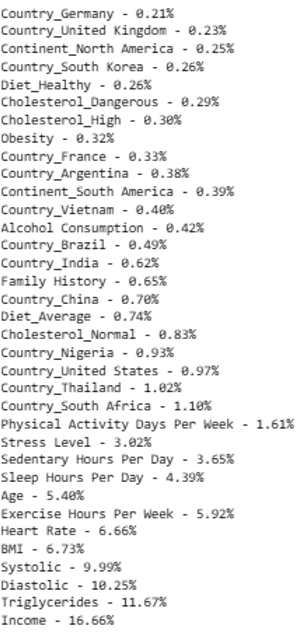 Country_Germany - 0.21%
Country_United Kingdom - 0.23%
Continent_North America - 0.25%
Country_South Korea - 0.26%
Diet_Healthy - 0.26%
Cholesterol_Dangerous - 0.29%
Cholesterol_High - 0.30%
Obesity - 0.32%
Country_France - 0.33%
Country_Argentina - 0.38%
Continent_South America - 0.39%
Country_Vietnam - 0.40%
Alcohol Consumption - 0.42%
Country_Brazil - 0.49%
Country_India - 0.62%
Family History - 0.65%
Country_China - 0.70%
Diet_Average - 0.74%
Cholesterol_Normal - 0.83%
Country_Nigeria - 0.93%
Country_United States - 0.97%
Country_Thailand - 1.02%
Country_South Africa - 1.10%
Physical Activity Days Per Week - 1.61%
Stress Level - 3.02%
Sedentary Hours Per Day - 3.65%
Sleep Hours Per Day - 4.39%
Age - 5.40%
Exercise Hours Per Week - 5.92%
Heart Rate - 6.66%
BMI - 6.73%
Systolic - 9.99%
Diastolic - 10.25%
Triglycerides - 11.67%
Income - 16.66%